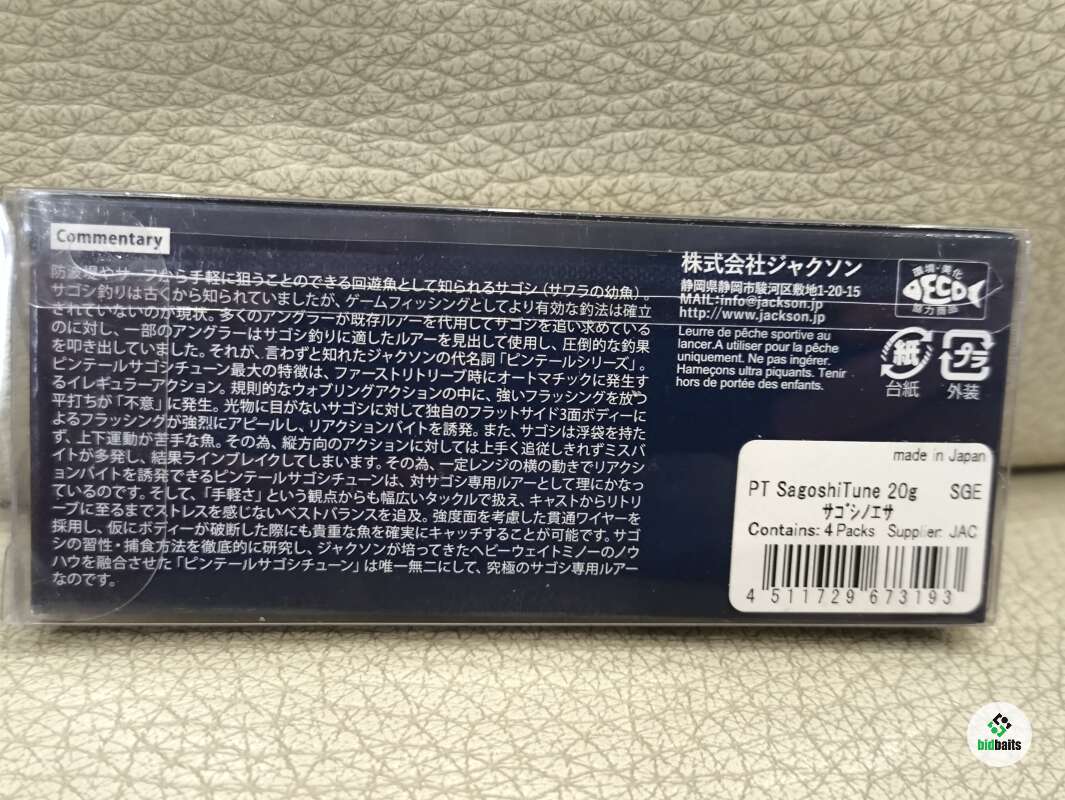 Commentary
防波堤やサーフから手軽に狙うことのできる回遊魚として知られるサゴシ（サワラの幼魚）。
サゴシ釣りは古くから知られていましたが、ゲームフィッシングとしてより有効な釣法は確立
されていないのが現状。多くのアングラーが既存ルアーを代用してサゴシを追い求めている
のに対し、一部のアングラーはサゴシ釣りに適したルアーを見出して使用し、圧倒的な釣果
を叩き出していました。それが、言わずと知れたジャクソンの代名詞「ピンテールシリーズ」。
ピンテールサゴシチューン最大の特徴は、ファーストリトリーブ時にオートマチックに発生す
るイレギュラーアクション。規則的なウォブリングアクションの中に、強いフラッシングを放つ
平打ちが「不意」に発生。光物に目がないサゴシに対して独自のフラットサイド3面ボディーに
よるフラッシングが強烈にアピールし、リアクションバイトを誘発。また、サゴシは浮袋を持た
ず、上下運動が苦手な魚。その為、縦方向のアクションに対しては上手く追従しきれずミスバ
イトが多発し、結果ラインブレイクしてしまいます。その為、一定レンジの横の動きでリアクシ
ョンバイトを誘発できるピンテールサゴシチューンは、対サゴシ専用ルアーとして理にかなっ
ているのです。そして、「手軽さ」という観点からも幅広いタックルで扱え、キャストからリトリ
ーブに至るまでストレスを感じないベストバランスを追及。強度面を考慮した貫通ワイヤーを
採用し、仮にボディーが破断した際にも貴重な魚を確実にキャッチすることが可能です。サゴ
シの習性・捕食方法を徹底的に研究し、ジャクソンが培ってきたヘビーウェイトミノーのノウ
ハウを融合させた「ピンテールサゴシチューン」は唯一無二にして、究極のサゴシ専用ルアー
なのです。
株式会社ジャクソン
静岡県静岡市駿河区敷地1-20-15
MAIL:info@jackson.jp
http://www.jackson.jp
Leurre de pêche sportive au
lancer.A utiliser pour la pêche
uniquement. Ne pas ingérer.
Hameçons ultra piquants. Tenir
hors de portée des enfants.
環境・美化
ECO
協力商品
紙
台紙
プラ
外装
made in Japan
PT SagoshiTune 20g SGE
サゴシノエサ
Contains: 4 Packs Supplier: JAC
4 511729 673193
bidbaits